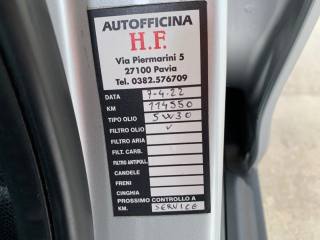 AUTOFFICINA
H.F.
Via Piermarini 5
27100 Pavia
Tel. 0382.576709
DATA 7-4-22
KM 114550
TIPO OLIO 5W30
FILTRO OLIO ✓
FILTRO ARIA
FILT. CARB.
FILTRO ANTIPOLL.
CANDELE
FRENI
CINGHIA
PROSSIMO CONTROLLO A
KM. SERVICE